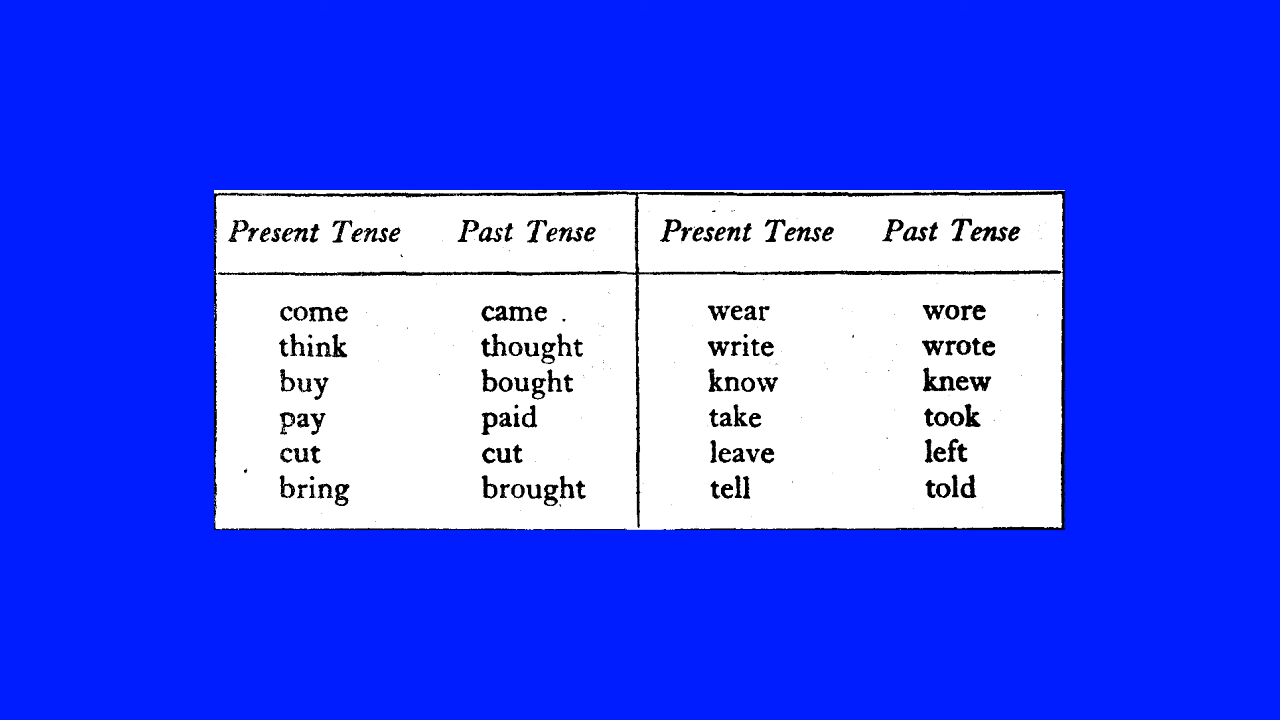 Present Tense Past Tense Present Tense Past Tense
come came wear wore
think thought write wrote
buy bought know knew
pay paid take took
cut cut leave left
bring brought tell told